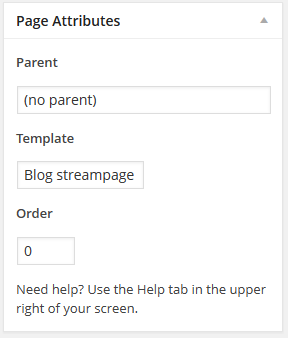 Page Attributes
Parent
(no parent)
Template
Blog streampage
Order
0
Need help? Use the Help tab in the upper
right of your screen.